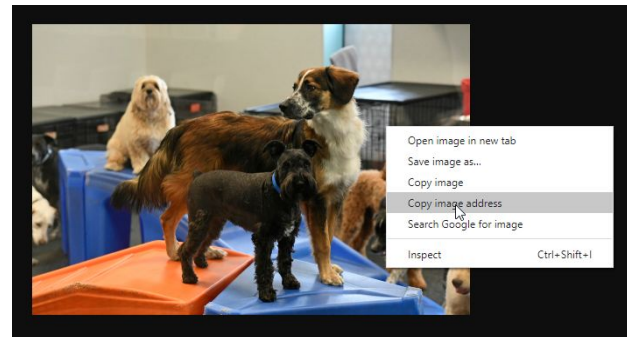 Open image in new tab
Save image as...
Copy image
Copy image address
Search Google for image
Inspect Ctrl+Shift+I